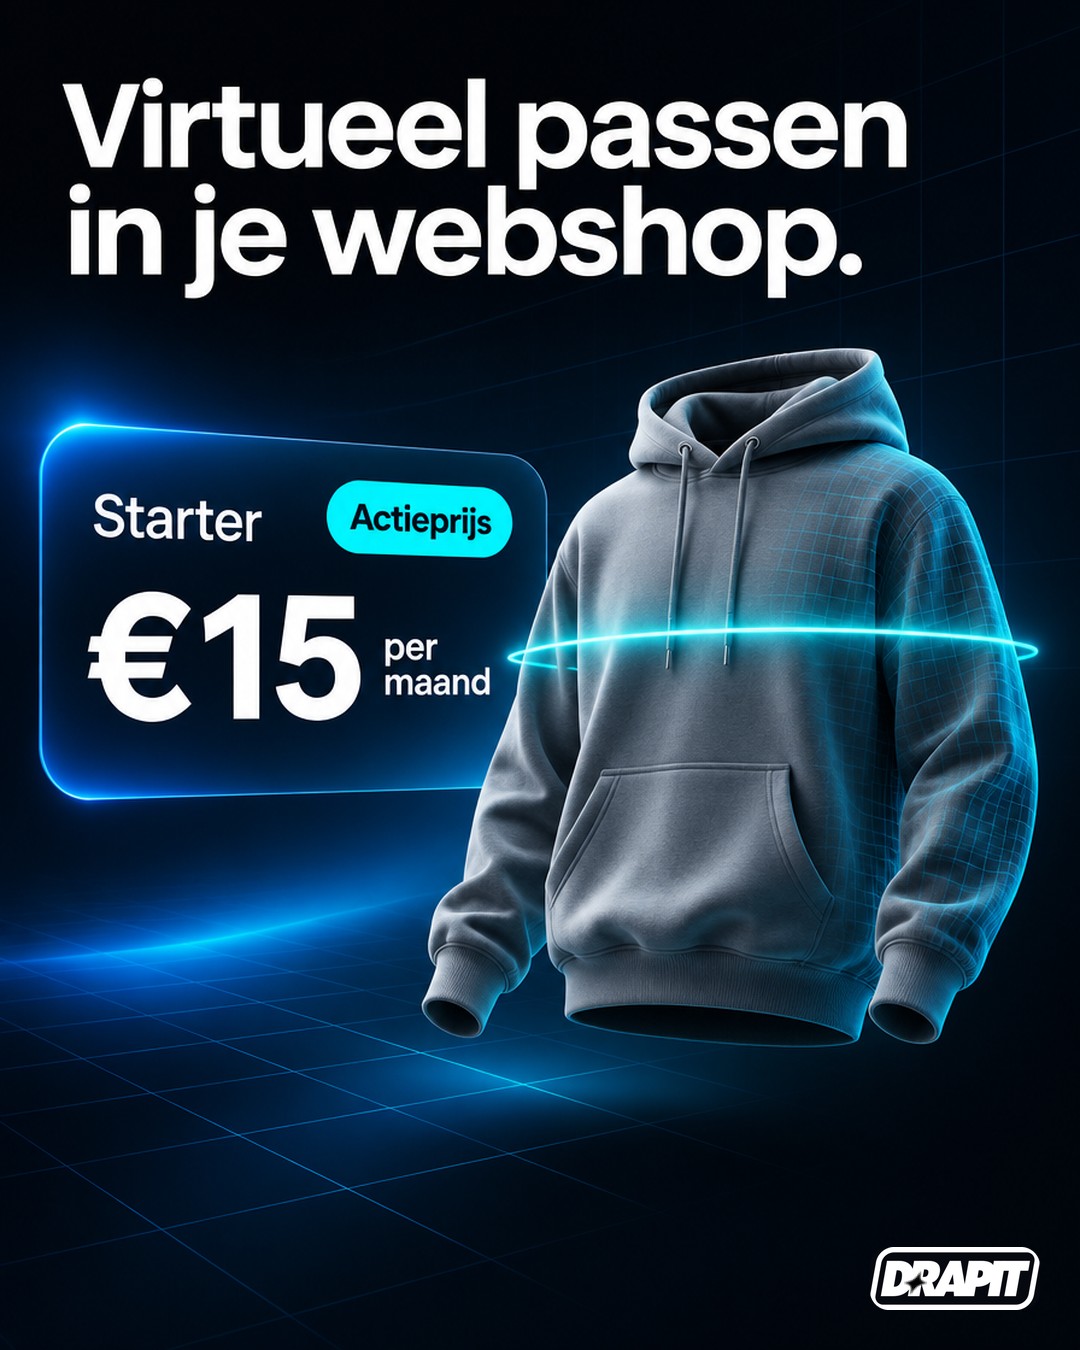 Virtueel passen
in je webshop.
Starter
Actieprijs
€15
per
maand
DRAPIT